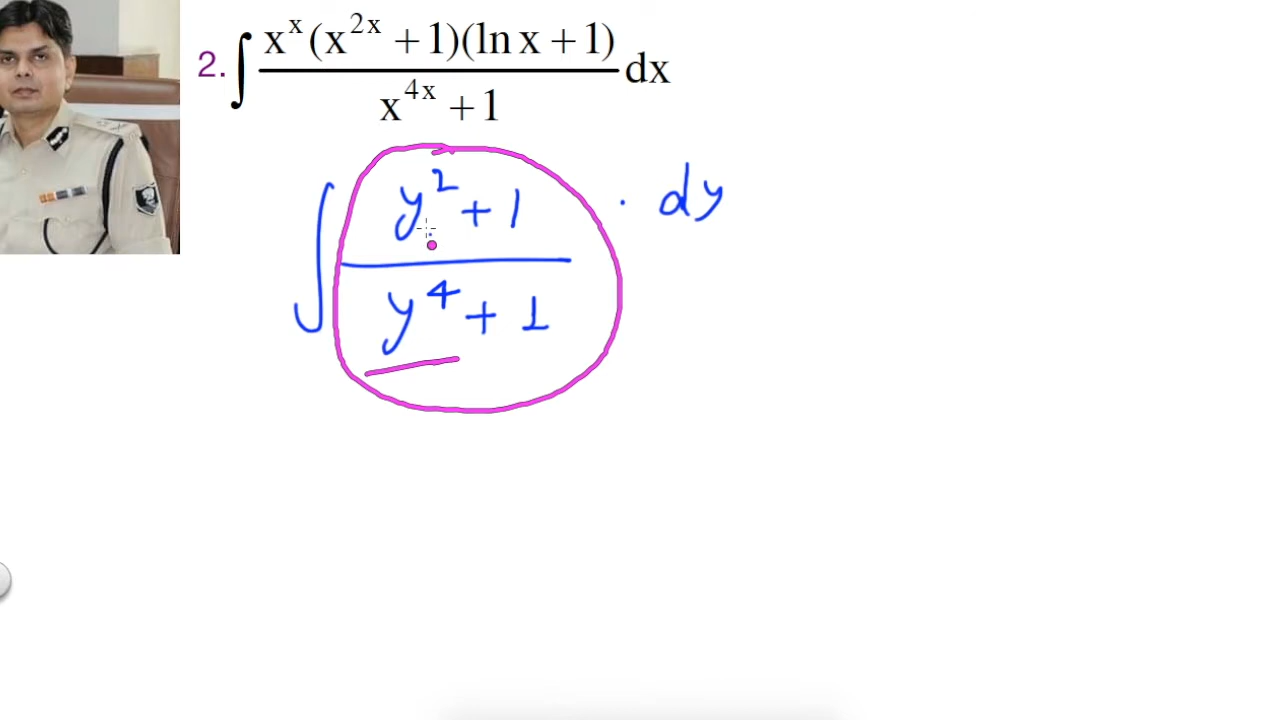 2. ∫ x^x (x^{2x} + 1)(ln x + 1) / (x^{4x} + 1) dx
∫ (y^2 + 1) / (y^4 + 1) · dy